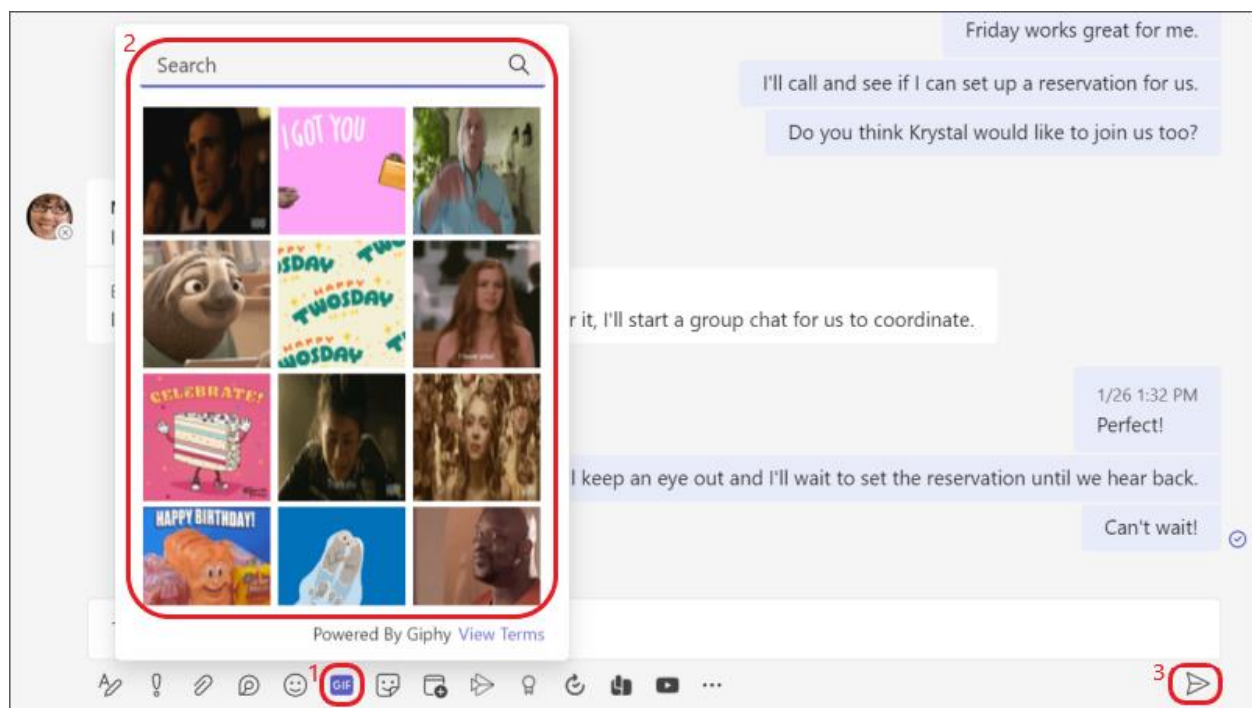 Friday works great for me.
I'll call and see if I can set up a reservation for us.
Do you think Krystal would like to join us too?
2
Search
I GOT YOU
HAPPY
TWOSDAY
CELEBRATE!
HAPPY BIRTHDAY!
Powered By Giphy View Terms
r it, I'll start a group chat for us to coordinate.
1/26 1:32 PM
Perfect!
l keep an eye out and I'll wait to set the reservation until we hear back.
Can't wait!
1
GIF
3